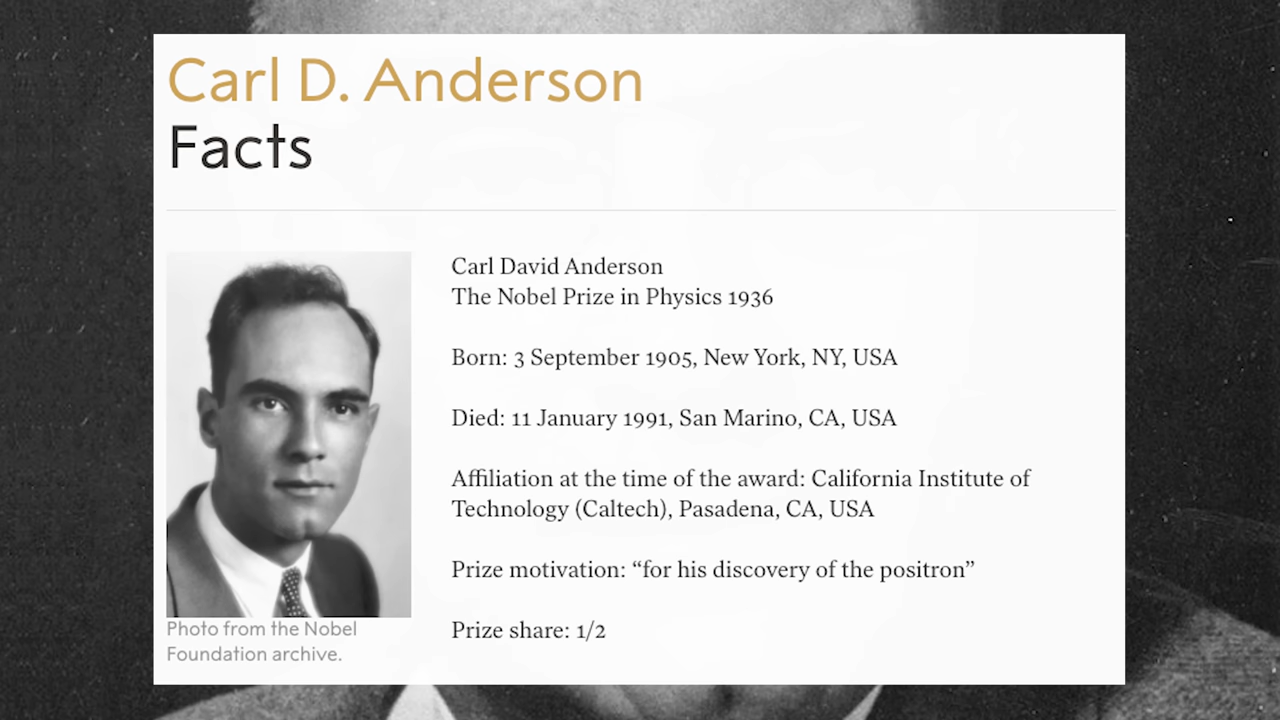 Carl D. Anderson
Facts
Carl David Anderson
The Nobel Prize in Physics 1936
Born: 3 September 1905, New York, NY, USA
Died: 11 January 1991, San Marino, CA, USA
Affiliation at the time of the award: California Institute of
Technology (Caltech), Pasadena, CA, USA
Prize motivation: “for his discovery of the positron”
Prize share: 1/2
Photo from the Nobel
Foundation archive.